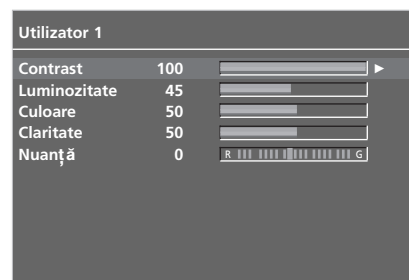 Utilizator 1
Contrast 100
Luminozitate 45
Culoare 50
Claritate 50
Nuanță 0 R G